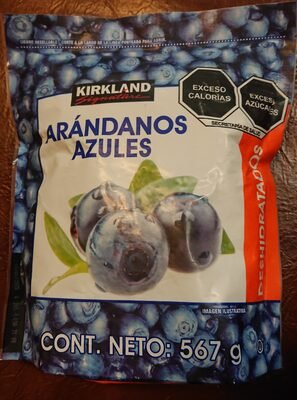 KIRKLAND
Signature
EXCESO
CALORÍAS
EXCESO
AZÚCARES
SECRETARÍA DE SALUD
ARÁNDANOS
AZULES
DESHIDRATADOS
IMAGEN ILUSTRATIVA
CONT. NETO: 567 g